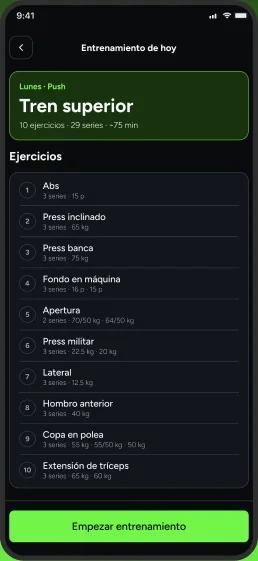 9:41
Entrenamiento de hoy
Lunes · Push
Tren superior
10 ejercicios · 29 series · ~75 min
Ejercicios
1 Abs
3 series · 15 p
2 Press inclinado
3 series · 65 kg
3 Press banca
3 series · 75 kg
4 Fondo en máquina
3 series · 16 p · 15 p
5 Apertura
2 series · 70/50 kg · 64/50 kg
6 Press militar
3 series · 22.5 kg · 20 kg
7 Lateral
3 series · 12.5 kg
8 Hombro anterior
3 series · 40 kg
9 Copa en polea
3 series · 55 kg · 55/50 kg · 50 kg
10 Extensión de tríceps
3 series · 65 kg · 60 kg
Empezar entrenamiento